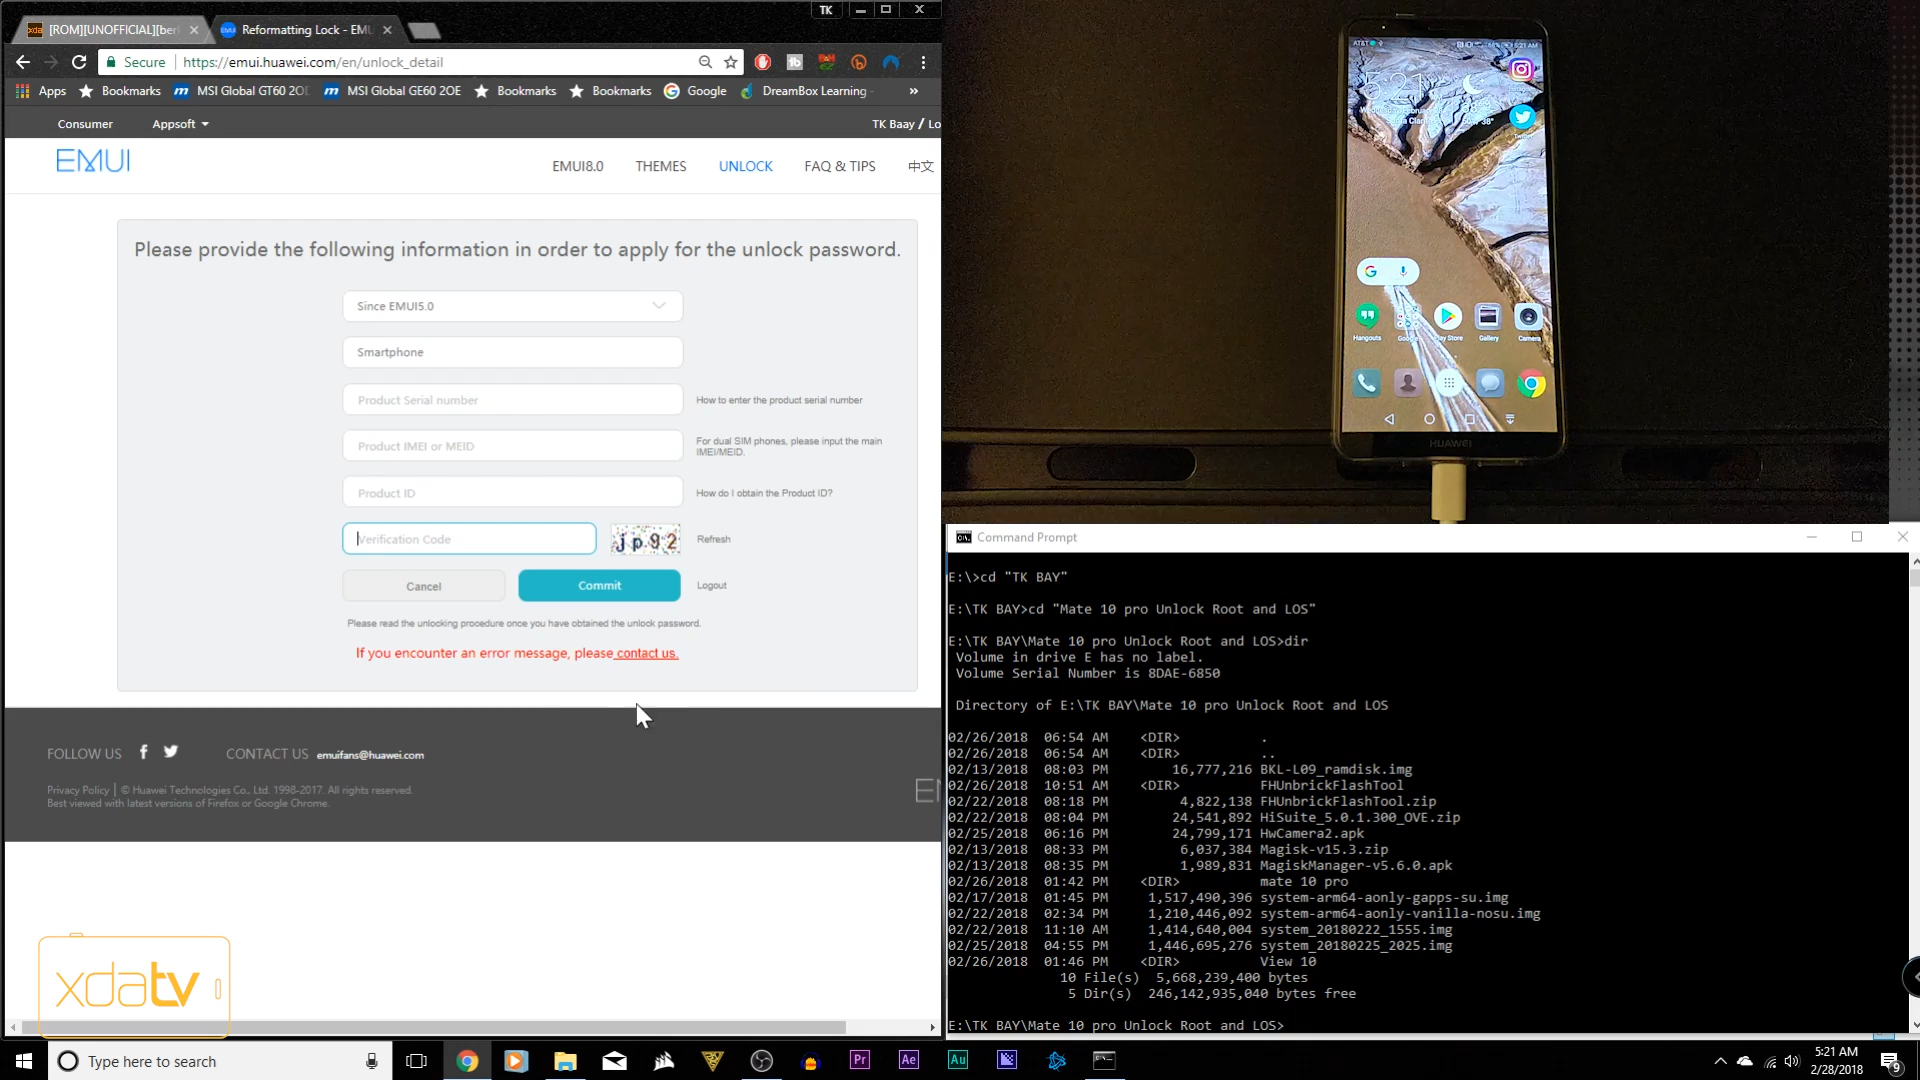 TK
[ROM][UNOFFICIAL][ber
Reformatting Lock - EMU
Secure
https://emui.huawei.com/en/unlock_detail
Apps
Bookmarks
MSI Global GT60 2OE
MSI Global GE60 2OE
Bookmarks
Bookmarks
Google
DreamBox Learning -
»
Consumer
Appsoft
TK Baay / Lo
EMUI
EMUI8.0
THEMES
UNLOCK
FAQ & TIPS
中文
Please provide the following information in order to apply for the unlock password.
Since EMUI5.0
Smartphone
Product Serial number
How to enter the product serial number
Product IMEI or MEID
For dual SIM phones, please input the main
IMEI/MEID.
Product ID
How do I obtain the Product ID?
Verification Code
jp92
Refresh
Cancel
Commit
Logout
Please read the unlocking procedure once you have obtained the unlock password.
If you encounter an error message, please contact us.
FOLLOW US
CONTACT US
emuifans@huawei.com
Privacy Policy | © Huawei Technologies Co., Ltd. 1998-2017. All rights reserved.
Best viewed with latest versions of Firefox or Google Chrome.
xdatv
AT&T
5:21 AM
5:21
38°
Hangouts
Play Store
Gallery
Camera
HUAWEI
Command Prompt
E:\>cd "TK BAY"
E:\TK BAY>cd "Mate 10 pro Unlock Root and LOS"
E:\TK BAY\Mate 10 pro Unlock Root and LOS>dir
Volume in drive E has no label.
Volume Serial Number is 8DAE-6850
Directory of E:\TK BAY\Mate 10 pro Unlock Root and LOS
02/26/2018  06:54 AM    <DIR>          .
02/26/2018  06:54 AM    <DIR>          ..
02/13/2018  08:03 PM        16,777,216 BKL-L09_ramdisk.img
02/26/2018  10:51 AM    <DIR>          FHUnbrickFlashTool
02/22/2018  08:18 PM         4,822,138 FHUnbrickFlashTool.zip
02/22/2018  08:04 PM        24,541,892 HiSuite_5.0.1.300_OVE.zip
02/25/2018  06:16 PM        24,799,171 HwCamera2.apk
02/13/2018  08:33 PM         6,037,384 Magisk-v15.3.zip
02/13/2018  08:35 PM         1,989,831 MagiskManager-v5.6.0.apk
02/26/2018  01:42 PM    <DIR>          mate 10 pro
02/17/2018  01:45 PM     1,517,490,396 system-arm64-aonly-gapps-su.img
02/22/2018  02:34 PM     1,210,446,092 system-arm64-aonly-vanilla-nosu.img
02/22/2018  11:10 AM     1,414,640,004 system_20180222_1555.img
02/25/2018  04:55 PM     1,446,695,276 system_20180225_2025.img
02/26/2018  01:46 PM    <DIR>          View 10
10 File(s)  5,668,239,400 bytes
5 Dir(s)  246,142,935,040 bytes free
E:\TK BAY\Mate 10 pro Unlock Root and LOS>
Type here to search
Pr
Ae
Au
5:21 AM
2/28/2018
9